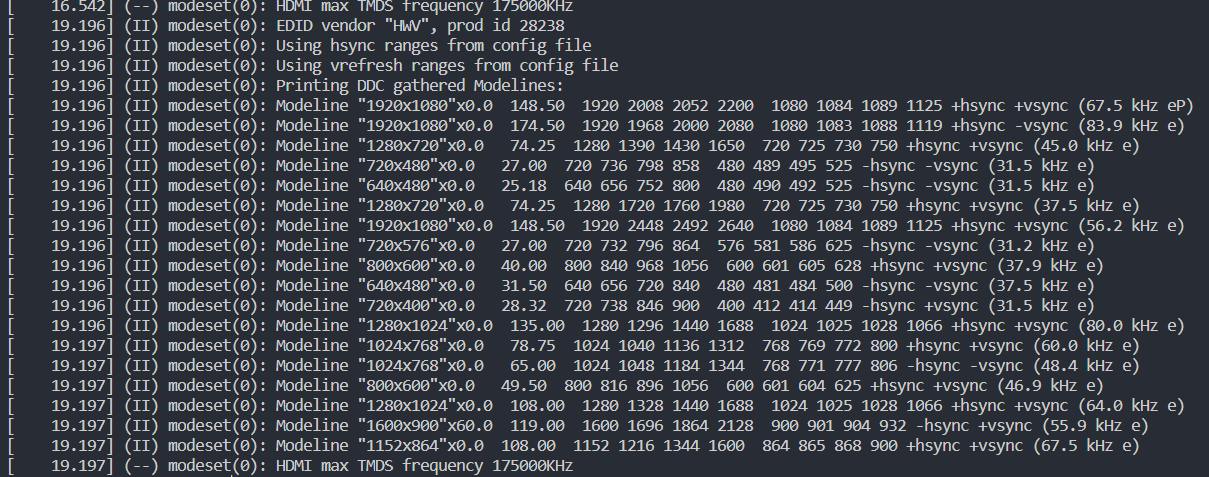 [    16.542] (--) modeset(0): HDMI max TMDS frequency 175000KHz
[    19.196] (II) modeset(0): EDID vendor "HWV", prod id 28238
[    19.196] (II) modeset(0): Using hsync ranges from config file
[    19.196] (II) modeset(0): Using vrefresh ranges from config file
[    19.196] (II) modeset(0): Printing DDC gathered Modelines:
[    19.196] (II) modeset(0): Modeline "1920x1080"x0.0  148.50  1920 2008 2052 2200  1080 1084 1089 1125 +hsync +vsync (67.5 kHz eP)
[    19.196] (II) modeset(0): Modeline "1920x1080"x0.0  174.50  1920 1968 2000 2080  1080 1083 1088 1119 +hsync -vsync (83.9 kHz e)
[    19.196] (II) modeset(0): Modeline "1280x720"x0.0   74.25  1280 1390 1430 1650  720 725 730 750 +hsync +vsync (45.0 kHz e)
[    19.196] (II) modeset(0): Modeline "720x480"x0.0   27.00  720 736 798 858  480 489 495 525 -hsync -vsync (31.5 kHz e)
[    19.196] (II) modeset(0): Modeline "640x480"x0.0   25.18  640 656 752 800  480 490 492 525 -hsync -vsync (31.5 kHz e)
[    19.196] (II) modeset(0): Modeline "1280x720"x0.0   74.25  1280 1720 1760 1980  720 725 730 750 +hsync +vsync (37.5 kHz e)
[    19.196] (II) modeset(0): Modeline "1920x1080"x0.0  148.50  1920 2448 2492 2640  1080 1084 1089 1125 +hsync +vsync (56.2 kHz e)
[    19.196] (II) modeset(0): Modeline "720x576"x0.0   27.00  720 732 796 864  576 581 586 625 -hsync -vsync (31.2 kHz e)
[    19.196] (II) modeset(0): Modeline "800x600"x0.0   40.00  800 840 968 1056  600 601 605 628 +hsync +vsync (37.9 kHz e)
[    19.196] (II) modeset(0): Modeline "640x480"x0.0   31.50  640 656 720 840  480 481 484 500 -hsync -vsync (37.5 kHz e)
[    19.196] (II) modeset(0): Modeline "720x400"x0.0   28.32  720 738 846 900  400 412 414 449 -hsync +vsync (31.5 kHz e)
[    19.196] (II) modeset(0): Modeline "1280x1024"x0.0  135.00  1280 1296 1440 1688  1024 1025 1028 1066 +hsync +vsync (80.0 kHz e)
[    19.197] (II) modeset(0): Modeline "1024x768"x0.0   78.75  1024 1040 1136 1312  768 769 772 800 +hsync +vsync (60.0 kHz e)
[    19.197] (II) modeset(0): Modeline "1024x768"x0.0   65.00  1024 1048 1184 1344  768 771 777 806 -hsync -vsync (48.4 kHz e)
[    19.197] (II) modeset(0): Modeline "800x600"x0.0   49.50  800 816 896 1056  600 601 604 625 +hsync +vsync (46.9 kHz e)
[    19.197] (II) modeset(0): Modeline "1280x1024"x0.0  108.00  1280 1328 1440 1688  1024 1025 1028 1066 +hsync +vsync (64.0 kHz e)
[    19.197] (II) modeset(0): Modeline "1600x900"x60.0  119.00  1600 1696 1864 2128  900 901 904 932 -hsync +vsync (55.9 kHz e)
[    19.197] (II) modeset(0): Modeline "1152x864"x0.0  108.00  1152 1216 1344 1600  864 865 868 900 +hsync +vsync (67.5 kHz e)
[    19.197] (--) modeset(0): HDMI max TMDS frequency 175000KHz